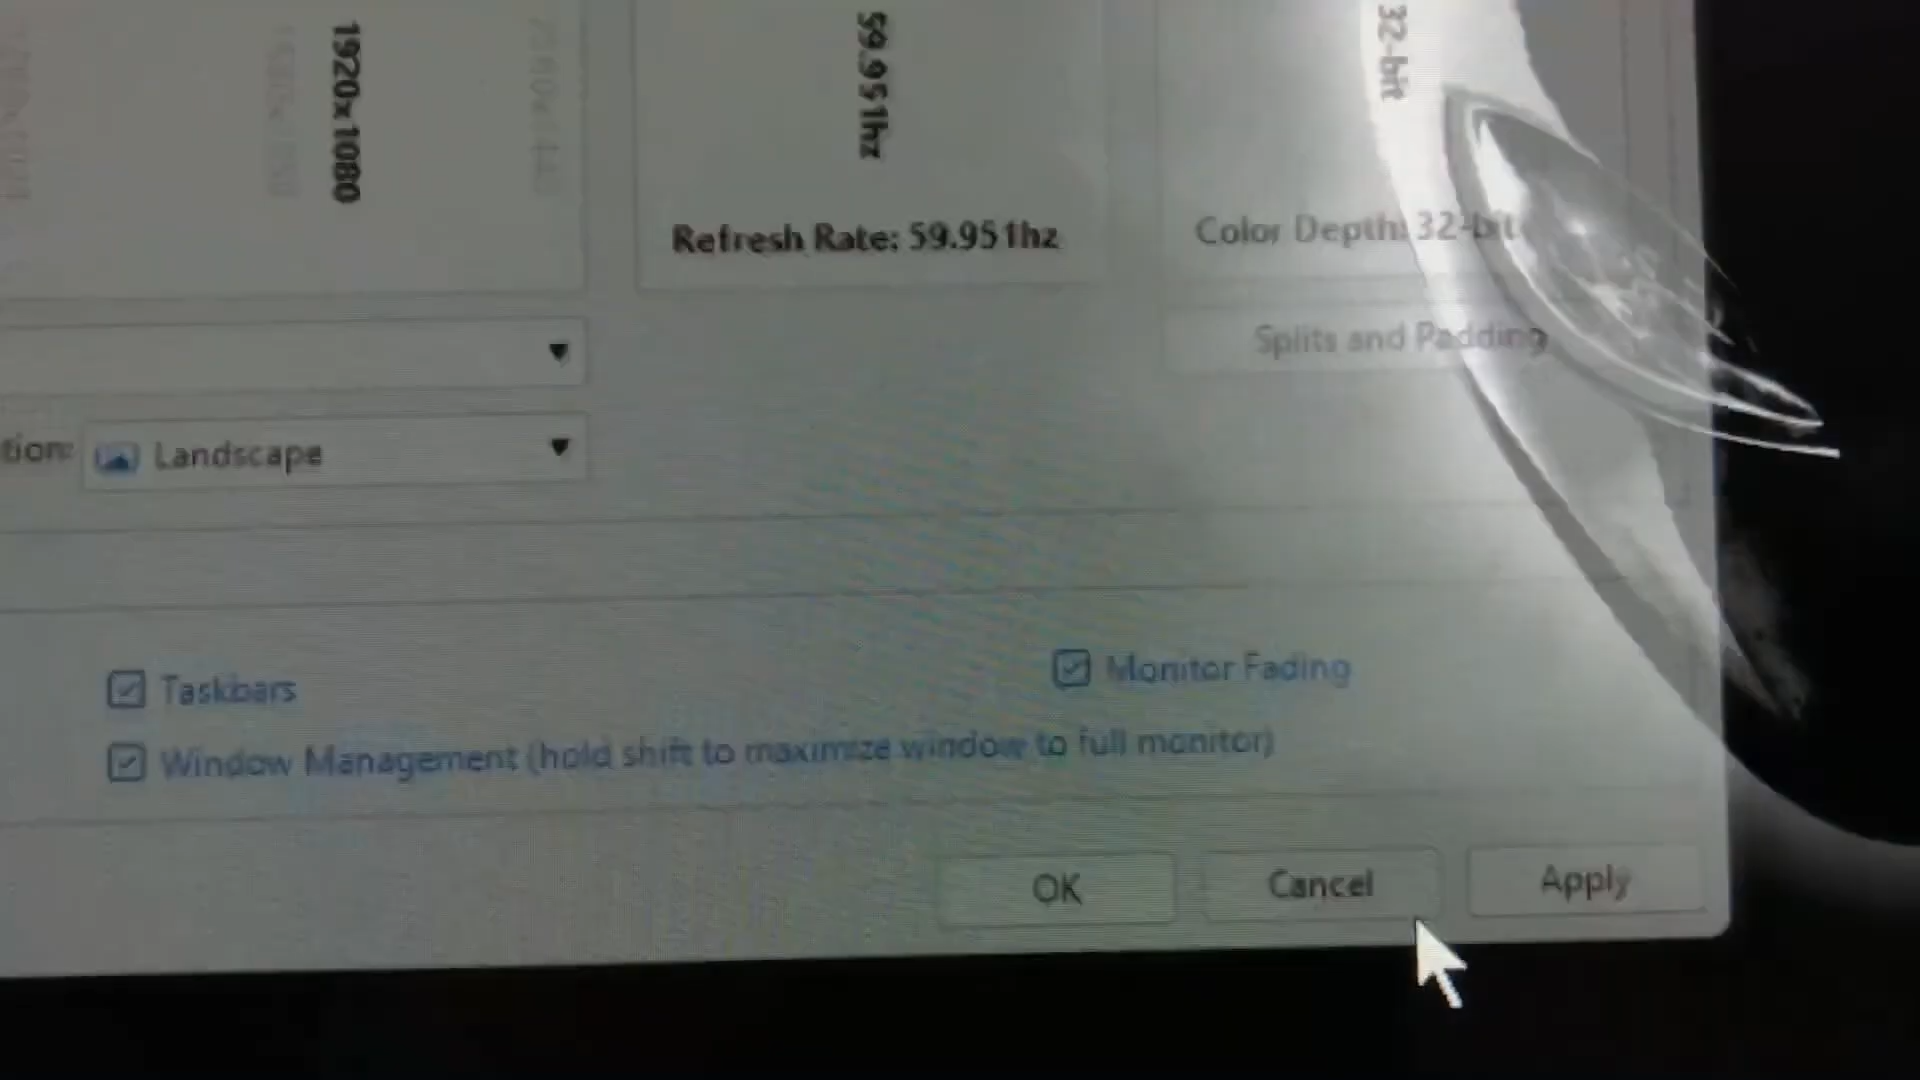 1920x1080
59.951hz
32-bit
Refresh Rate: 59.951hz
Color Depth: 32-bit
Splits and Padding
tion:
Landscape
Taskbars
Monitor Fading
Window Management (hold shift to maximize window to full monitor)
OK
Cancel
Apply